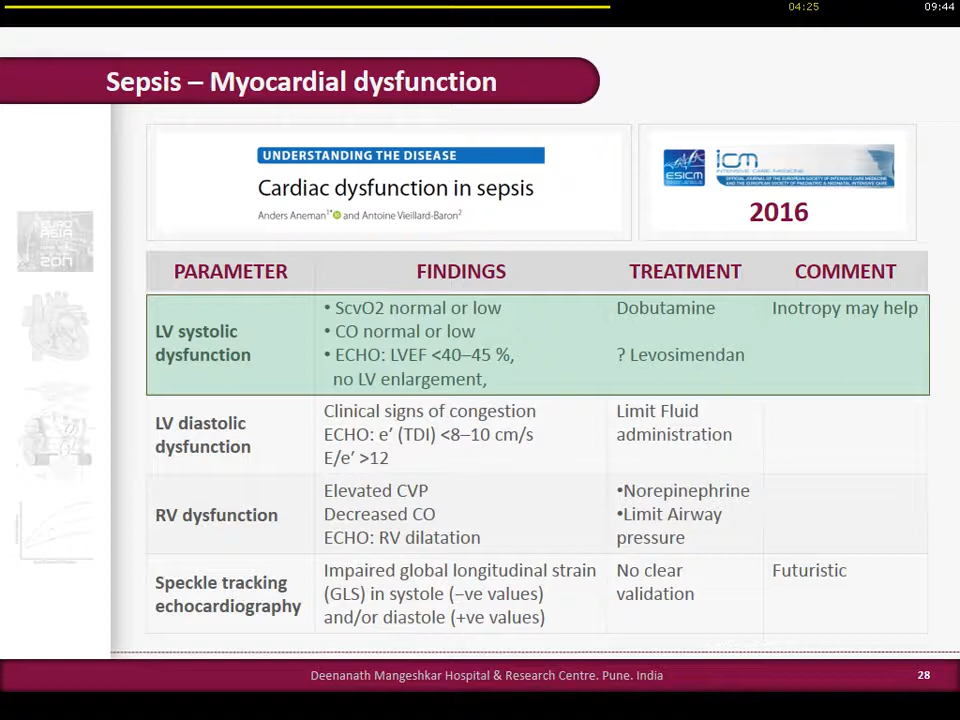 04:25
09:44
Sepsis – Myocardial dysfunction
UNDERSTANDING THE DISEASE
Cardiac dysfunction in sepsis
Anders Aneman1* and Antoine Vieillard-Baron2
ESICM
icm
INTENSIVE CARE MEDICINE
OFFICIAL JOURNAL OF THE EUROPEAN SOCIETY OF INTENSIVE CARE MEDICINE
AND THE EUROPEAN SOCIETY OF PAEDIATRIC & NEONATAL INTENSIVE CARE
2016
PARAMETER FINDINGS TREATMENT COMMENT
LV systolic
dysfunction
• ScvO2 normal or low
• CO normal or low
• ECHO: LVEF <40–45 %,
no LV enlargement,
Dobutamine
? Levosimendan
Inotropy may help
LV diastolic
dysfunction
Clinical signs of congestion
ECHO: e’ (TDI) <8–10 cm/s
E/e’ >12
Limit Fluid
administration
RV dysfunction
Elevated CVP
Decreased CO
ECHO: RV dilatation
•Norepinephrine
•Limit Airway
pressure
Speckle tracking
echocardiography
Impaired global longitudinal strain
(GLS) in systole (−ve values)
and/or diastole (+ve values)
No clear
validation
Futuristic
Deenanath Mangeshkar Hospital & Research Centre. Pune. India
28